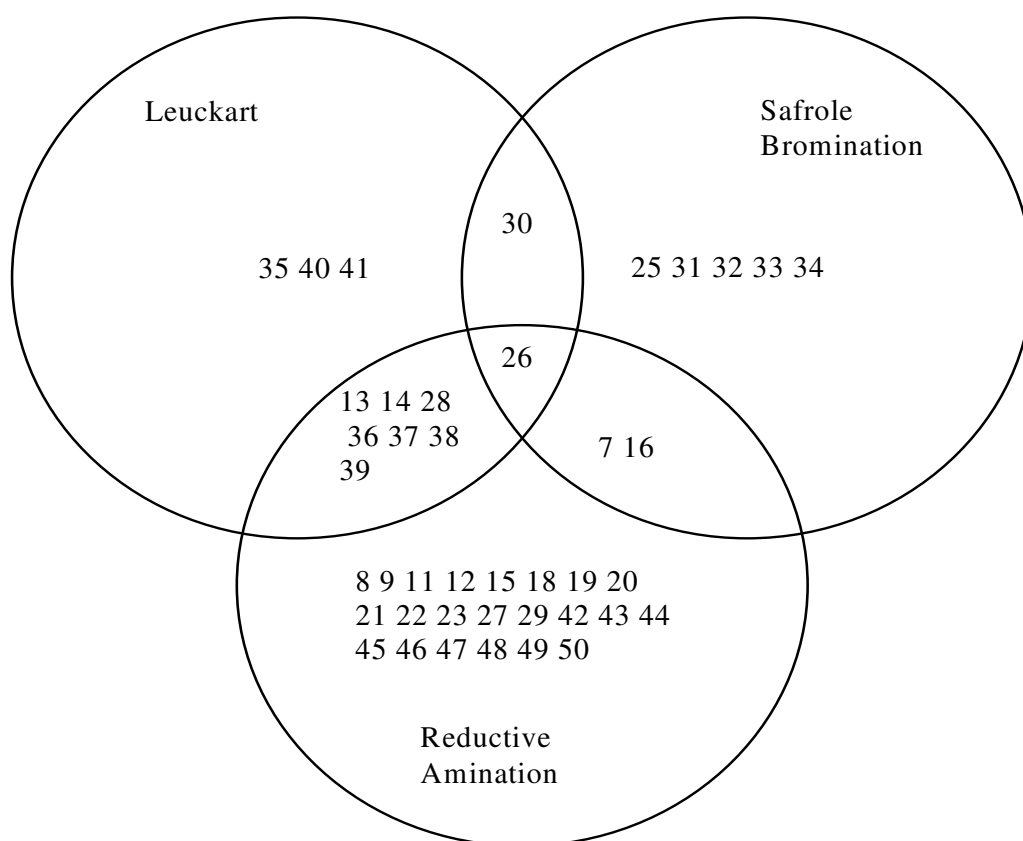 Leuckart
Safrole
Bromination
30
35 40 41
25 31 32 33 34
26
13 14 28
36 37 38
39
7 16
8 9 11 12 15 18 19 20
21 22 23 27 29 42 43 44
45 46 47 48 49 50
Reductive
Amination